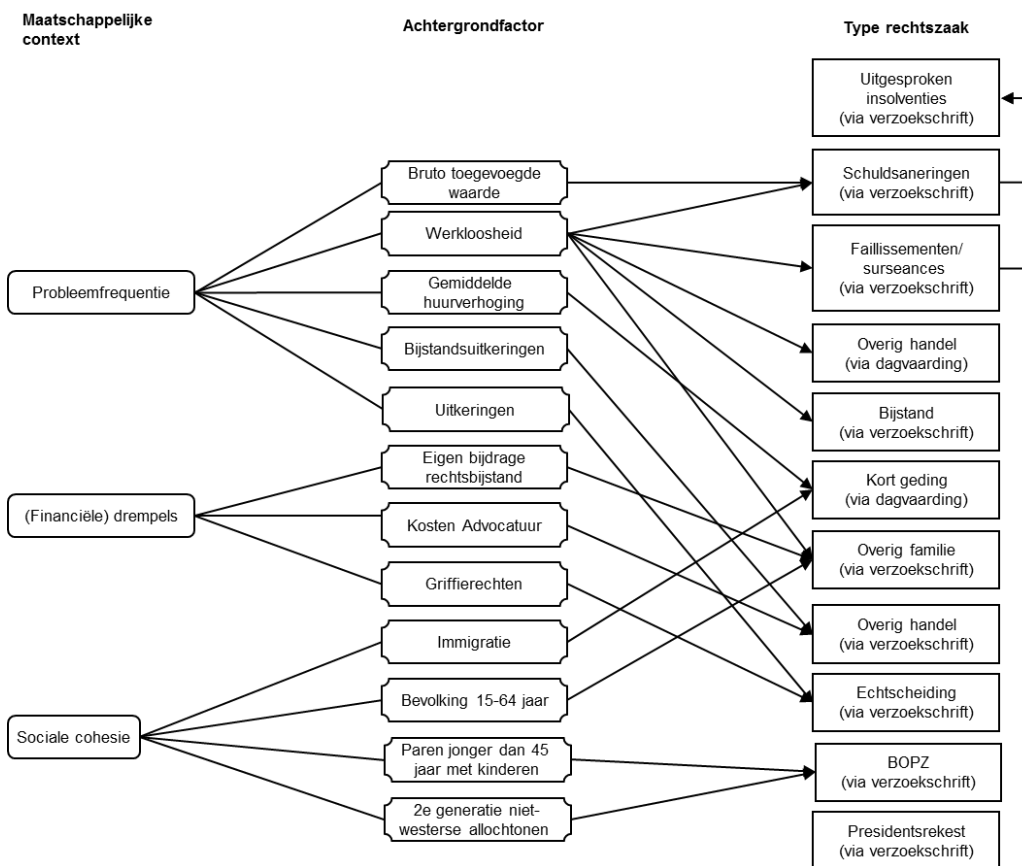 Maatschappelijke
context
Achtergrondfactor
Type rechtszaak
Probleemfrequentie
(Financiële) drempels
Sociale cohesie
Bruto toegevoegde
waarde
Werkloosheid
Gemiddelde
huurverhoging
Bijstandsuitkeringen
Uitkeringen
Eigen bijdrage
rechtsbijstand
Kosten Advocatuur
Griffierechten
Immigratie
Bevolking 15-64 jaar
Paren jonger dan 45
jaar met kinderen
2e generatie niet-
westerse allochtonen
Uitgesproken
insolventies
(via verzoekschrift)
Schuldsaneringen
(via verzoekschrift)
Faillissementen/
surseances
(via verzoekschrift)
Overig handel
(via dagvaarding)
Bijstand
(via verzoekschrift)
Kort geding
(via dagvaarding)
Overig familie
(via verzoekschrift)
Overig handel
(via verzoekschrift)
Echtscheiding
(via verzoekschrift)
BOPZ
(via verzoekschrift)
Presidentsrekest
(via verzoekschrift)